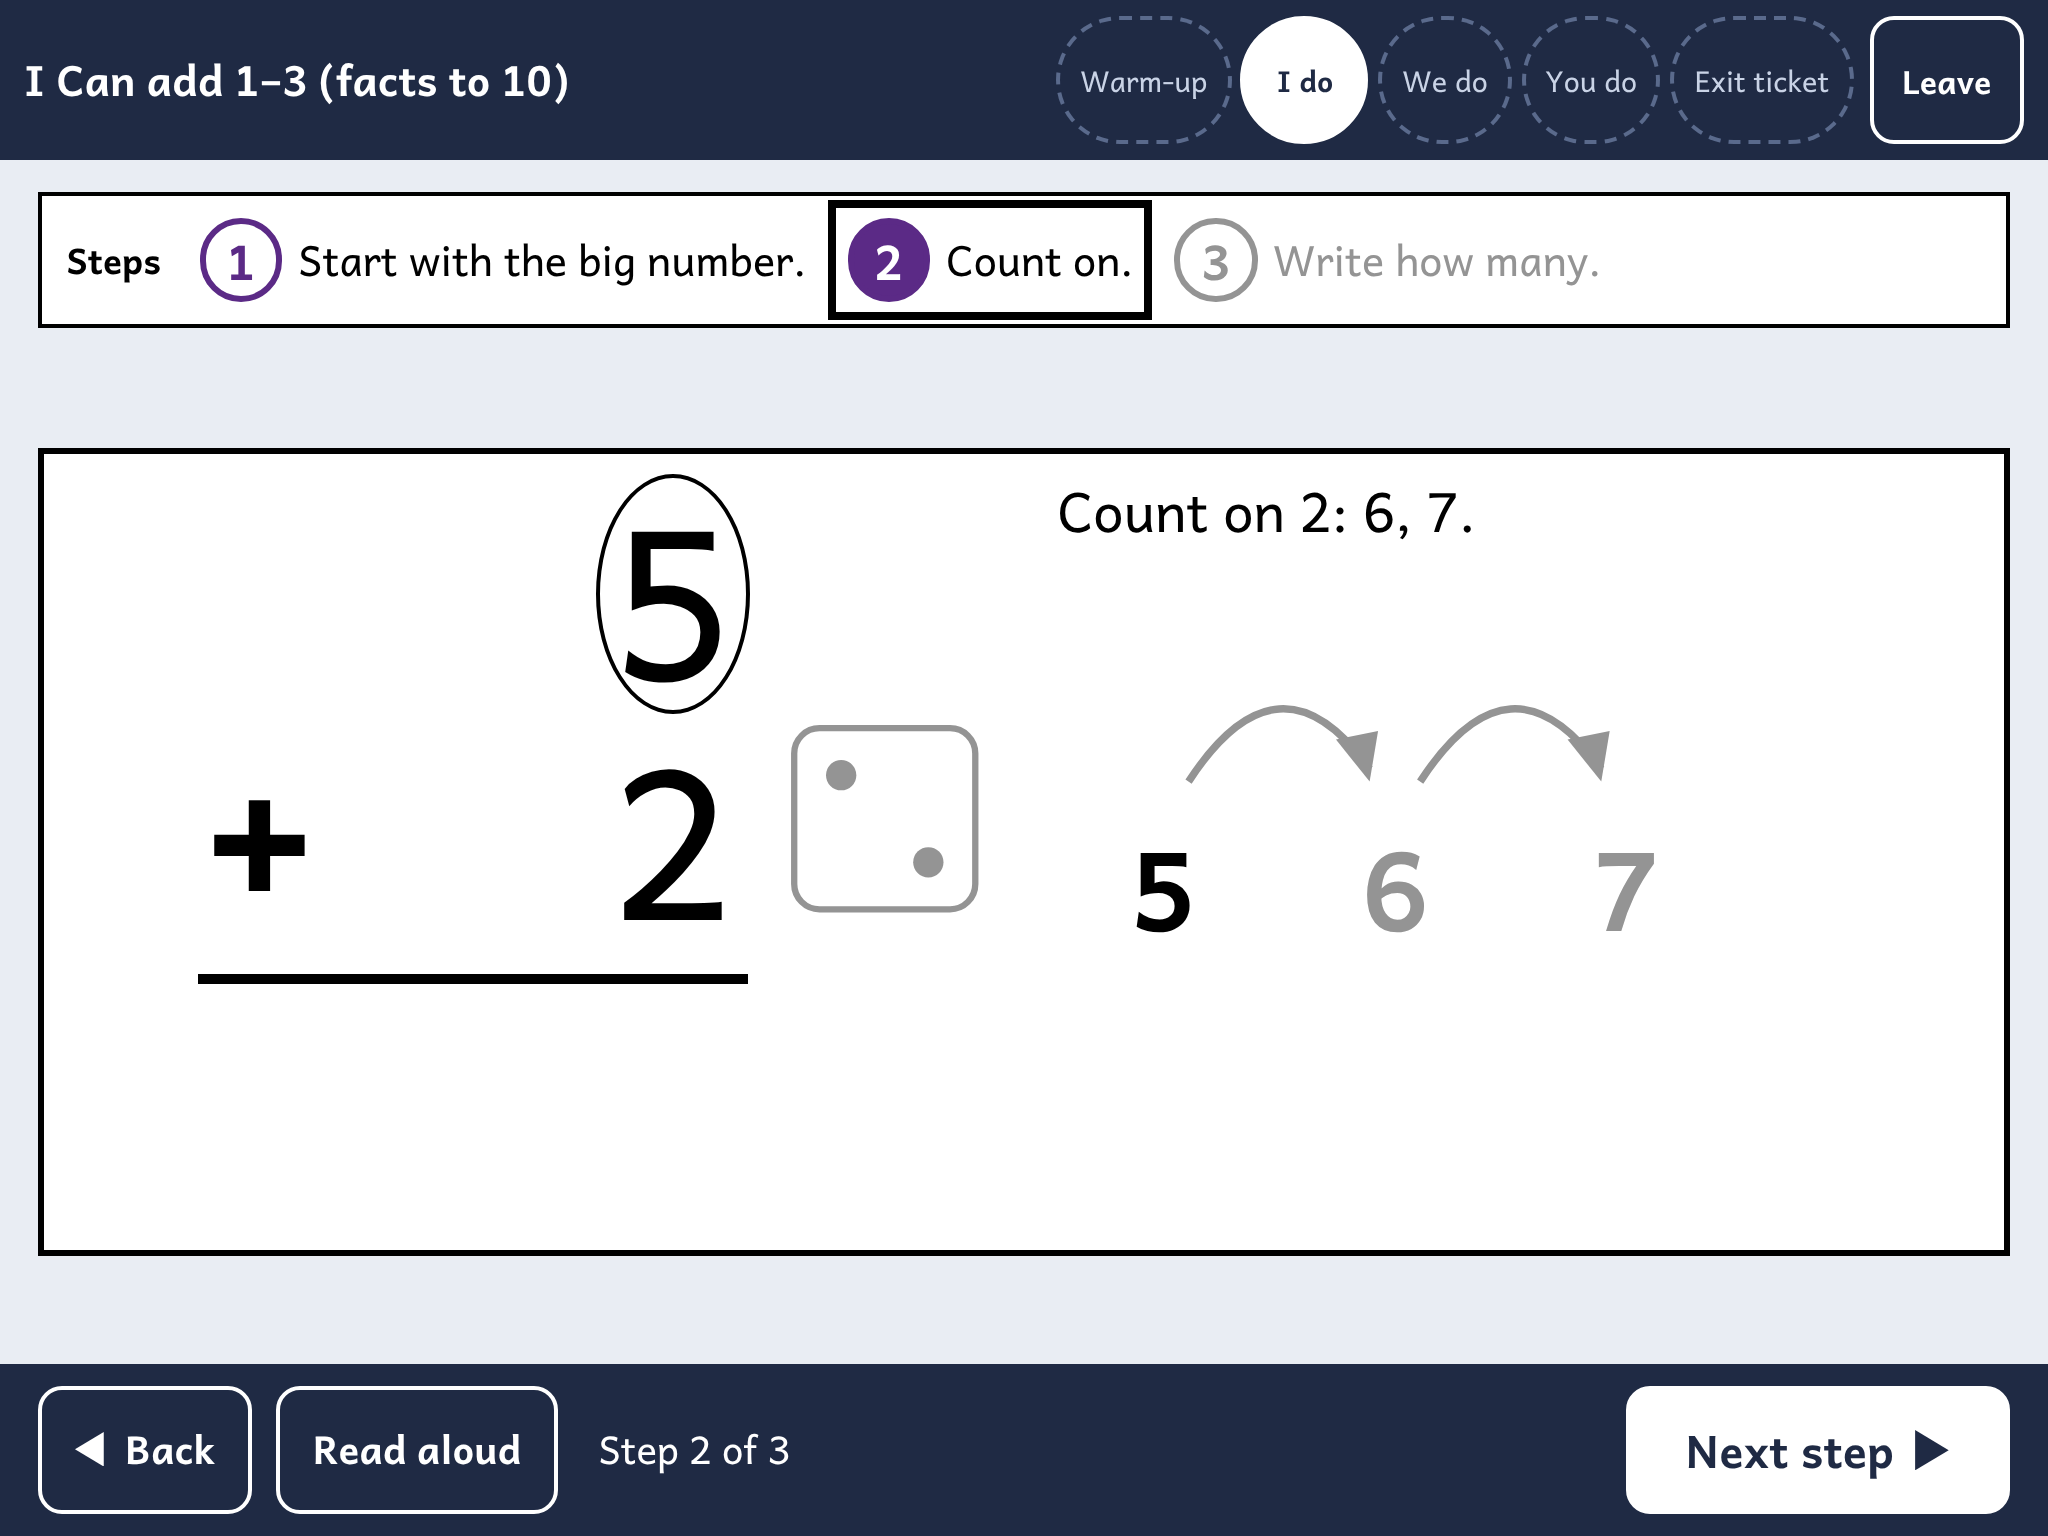 I Can add 1–3 (facts to 10)
Warm-up
I do
We do
You do
Exit ticket
Leave
Steps 1 Start with the big number. 2 Count on. 3 Write how many.
5
+ 2
Count on 2: 6, 7.
5 6 7
Back
Read aloud
Step 2 of 3
Next step